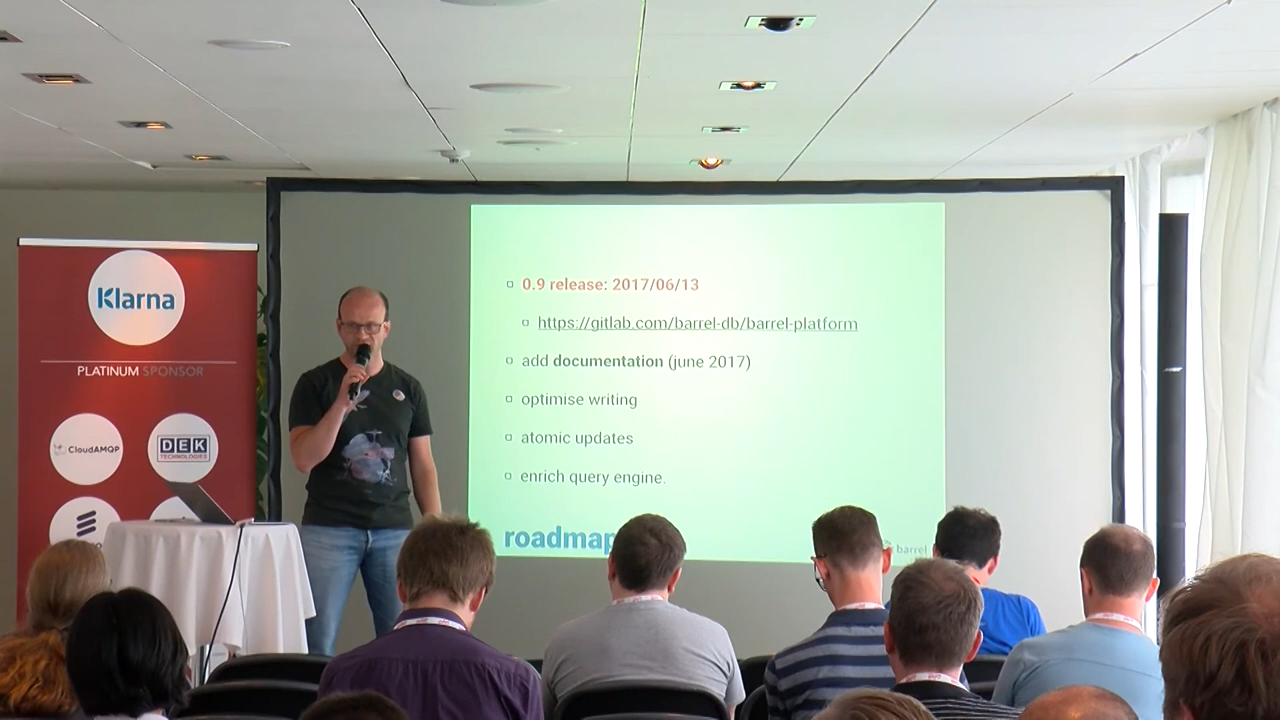 Klarna
PLATINUM SPONSOR
CloudAMQP
DEK
TECHNOLOGIES
0.9 release: 2017/06/13
https://gitlab.com/barrel-db/barrel-platform
add documentation (june 2017)
optimise writing
atomic updates
enrich query engine.
roadmap
barrel